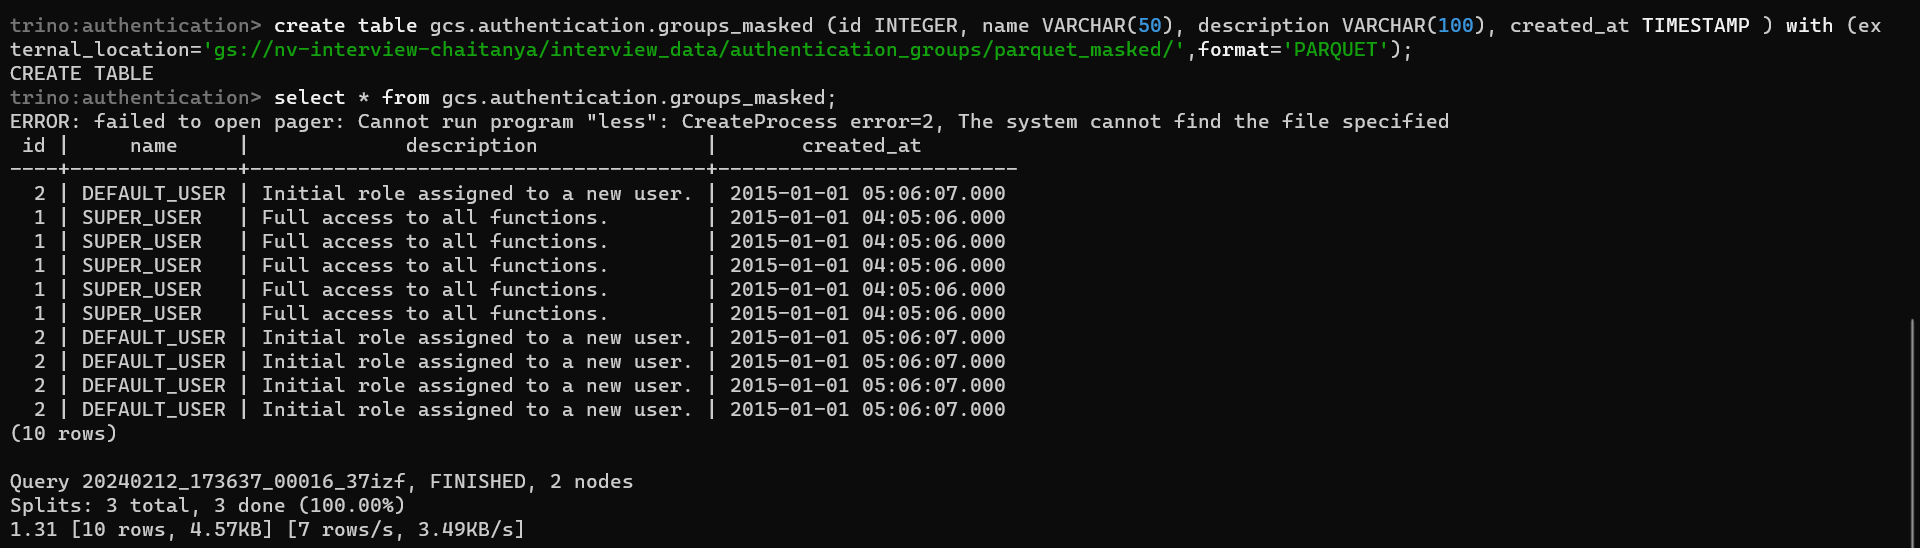 trino:authentication> create table gcs.authentication.groups_masked (id INTEGER, name VARCHAR(50), description VARCHAR(100), created_at TIMESTAMP ) with (ex
ternal_location='gs://nv-interview-chaitanya/interview_data/authentication_groups/parquet_masked/',format='PARQUET');
CREATE TABLE
trino:authentication> select * from gcs.authentication.groups_masked;
ERROR: failed to open pager: Cannot run program "less": CreateProcess error=2, The system cannot find the file specified
 id |     name     |             description              |       created_at
----+--------------+--------------------------------------+-------------------------
  2 | DEFAULT_USER | Initial role assigned to a new user. | 2015-01-01 05:06:07.000
  1 | SUPER_USER   | Full access to all functions.        | 2015-01-01 04:05:06.000
  1 | SUPER_USER   | Full access to all functions.        | 2015-01-01 04:05:06.000
  1 | SUPER_USER   | Full access to all functions.        | 2015-01-01 04:05:06.000
  1 | SUPER_USER   | Full access to all functions.        | 2015-01-01 04:05:06.000
  1 | SUPER_USER   | Full access to all functions.        | 2015-01-01 04:05:06.000
  2 | DEFAULT_USER | Initial role assigned to a new user. | 2015-01-01 05:06:07.000
  2 | DEFAULT_USER | Initial role assigned to a new user. | 2015-01-01 05:06:07.000
  2 | DEFAULT_USER | Initial role assigned to a new user. | 2015-01-01 05:06:07.000
  2 | DEFAULT_USER | Initial role assigned to a new user. | 2015-01-01 05:06:07.000
(10 rows)

Query 20240212_173637_00016_37izf, FINISHED, 2 nodes
Splits: 3 total, 3 done (100.00%)
1.31 [10 rows, 4.57KB] [7 rows/s, 3.49KB/s]